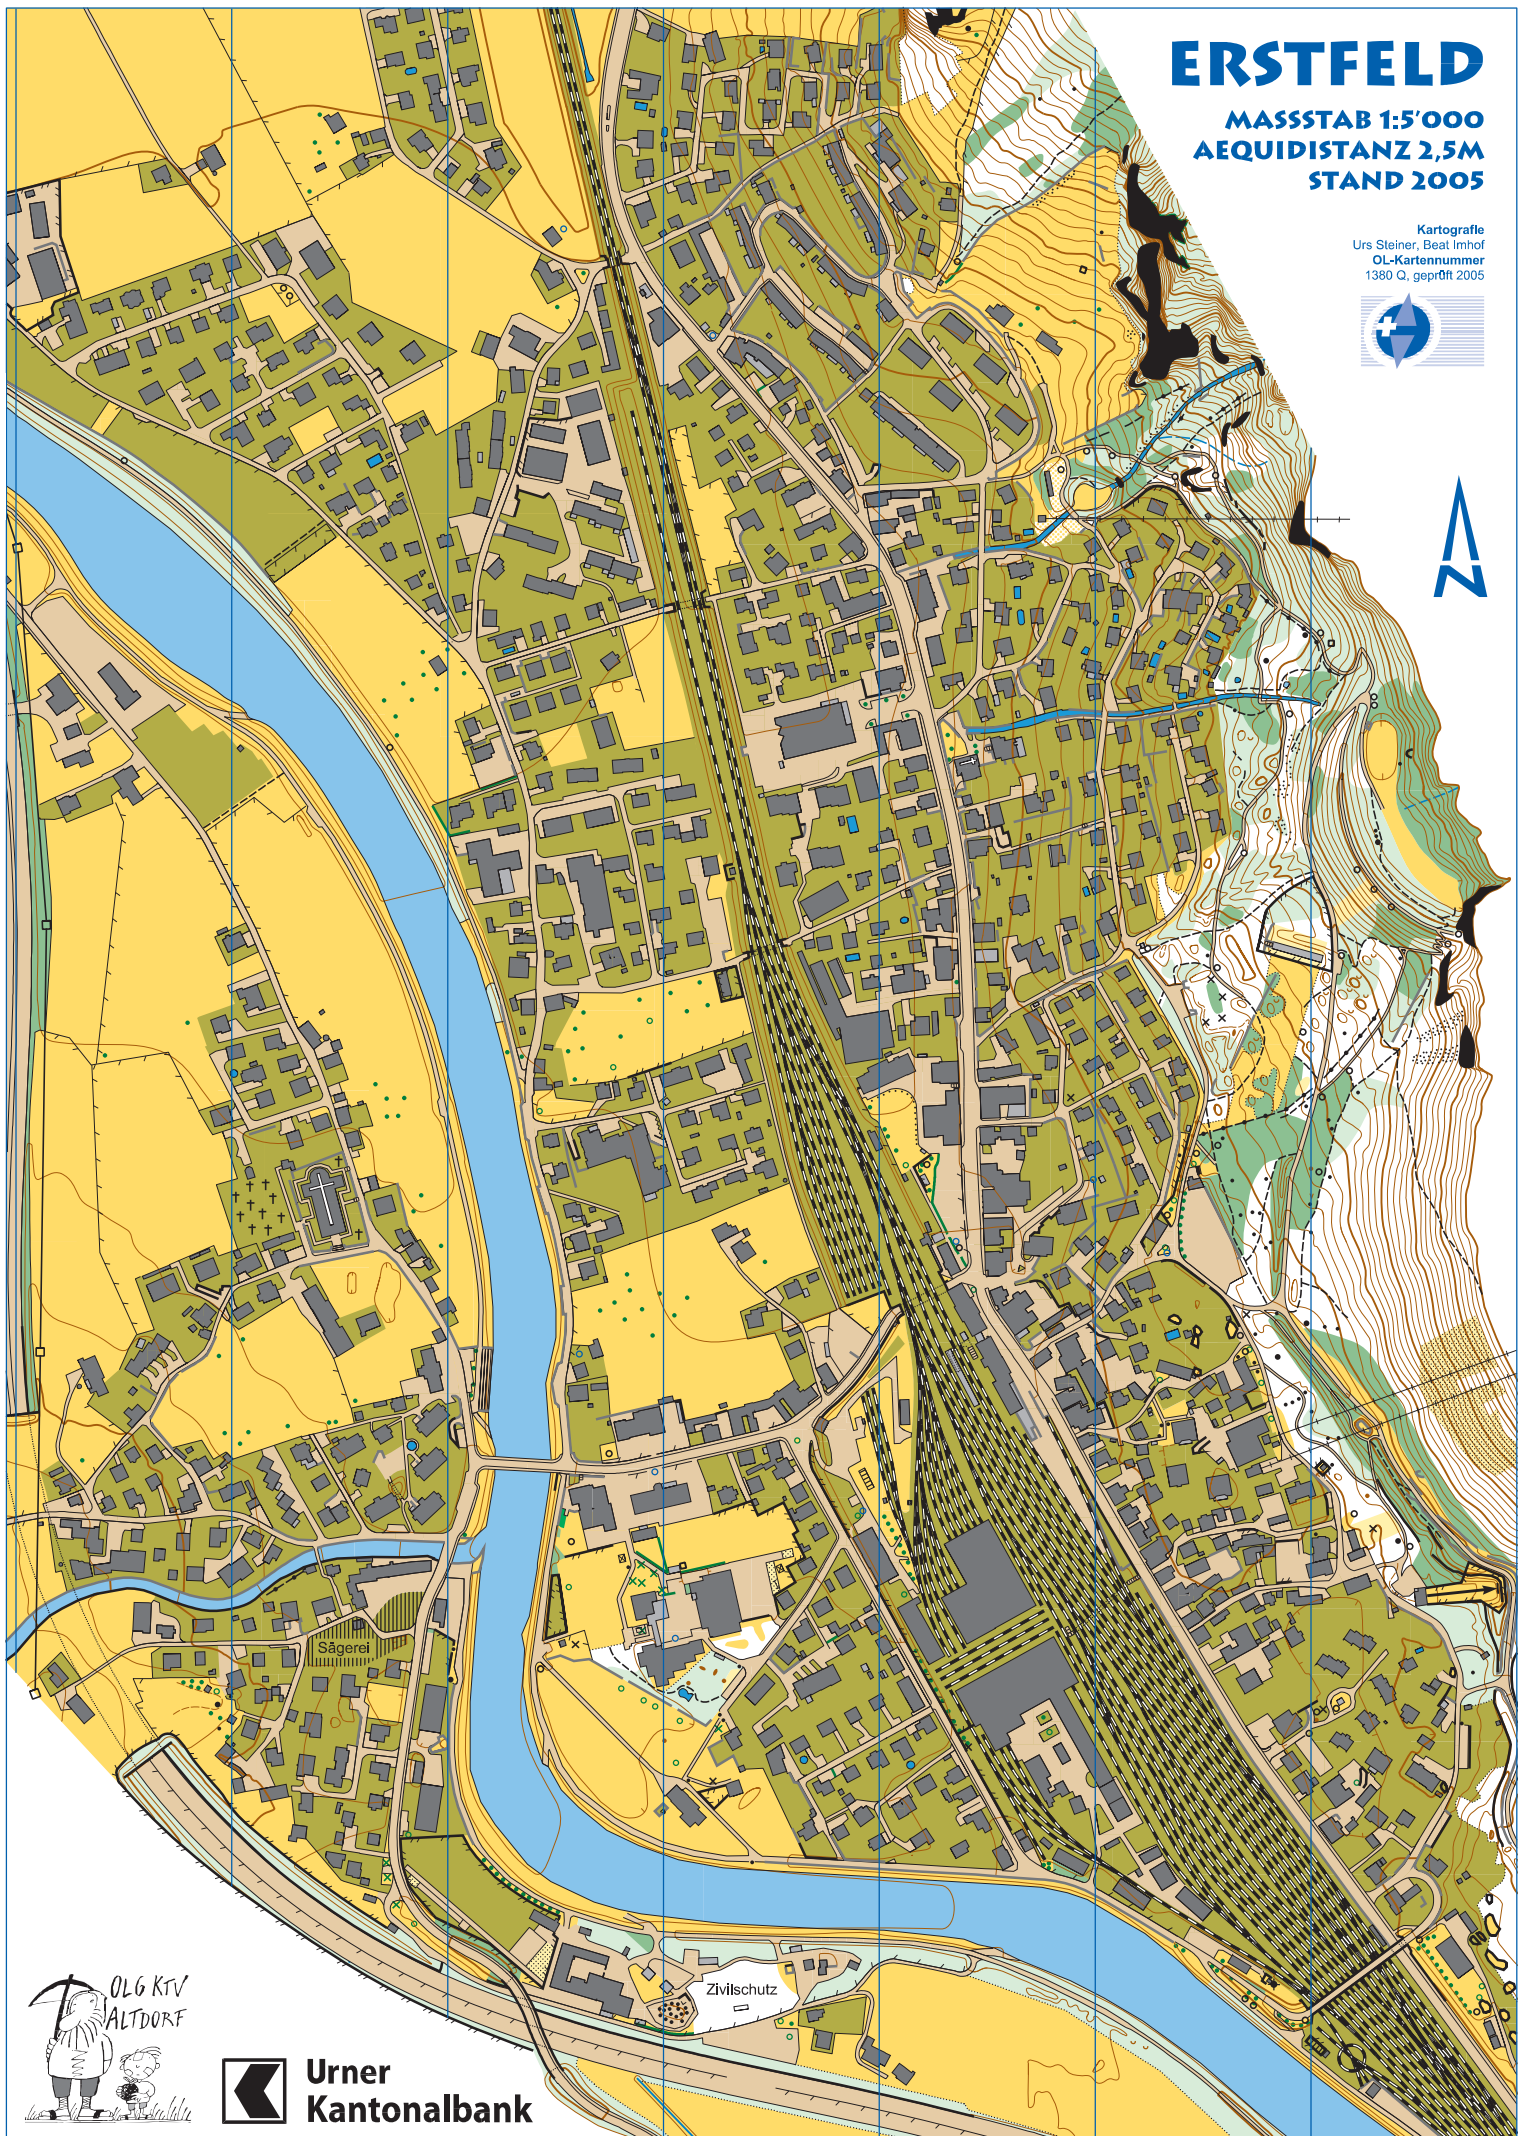 ERSTFELD
MASSSTAB 1:5'000
AEQUIDISTANZ 2,5M
STAND 2005
Kartografie
Urs Steiner, Beat Imhof
OL-Kartennummer
1380 Q, geprüft 2005
N
Sägerei
Zivilschutz
OLG KTV
ALTDORF
Urner
Kantonalbank